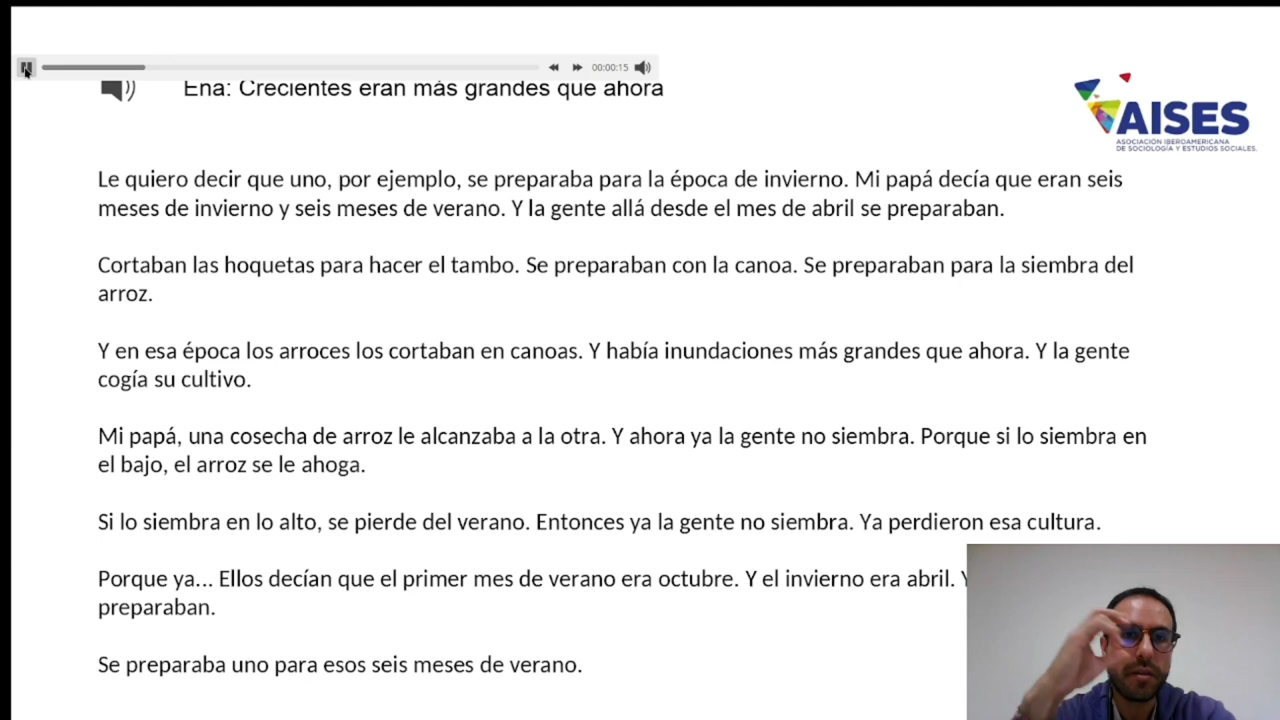 00:00:15
Ena: Crecientes eran más grandes que ahora
AISES
ASOCIACIÓN IBEROAMERICANA
DE SOCIOLOGÍA Y ESTUDIOS SOCIALES.
Le quiero decir que uno, por ejemplo, se preparaba para la época de invierno. Mi papá decía que eran seis
meses de invierno y seis meses de verano. Y la gente allá desde el mes de abril se preparaban.
Cortaban las hoquetas para hacer el tambo. Se preparaban con la canoa. Se preparaban para la siembra del
arroz.
Y en esa época los arroces los cortaban en canoas. Y había inundaciones más grandes que ahora. Y la gente
cogía su cultivo.
Mi papá, una cosecha de arroz le alcanzaba a la otra. Y ahora ya la gente no siembra. Porque si lo siembra en
el bajo, el arroz se le ahoga.
Si lo siembra en lo alto, se pierde del verano. Entonces ya la gente no siembra. Ya perdieron esa cultura.
Porque ya... Ellos decían que el primer mes de verano era octubre. Y el invierno era abril.
preparaban.
Se preparaba uno para esos seis meses de verano.